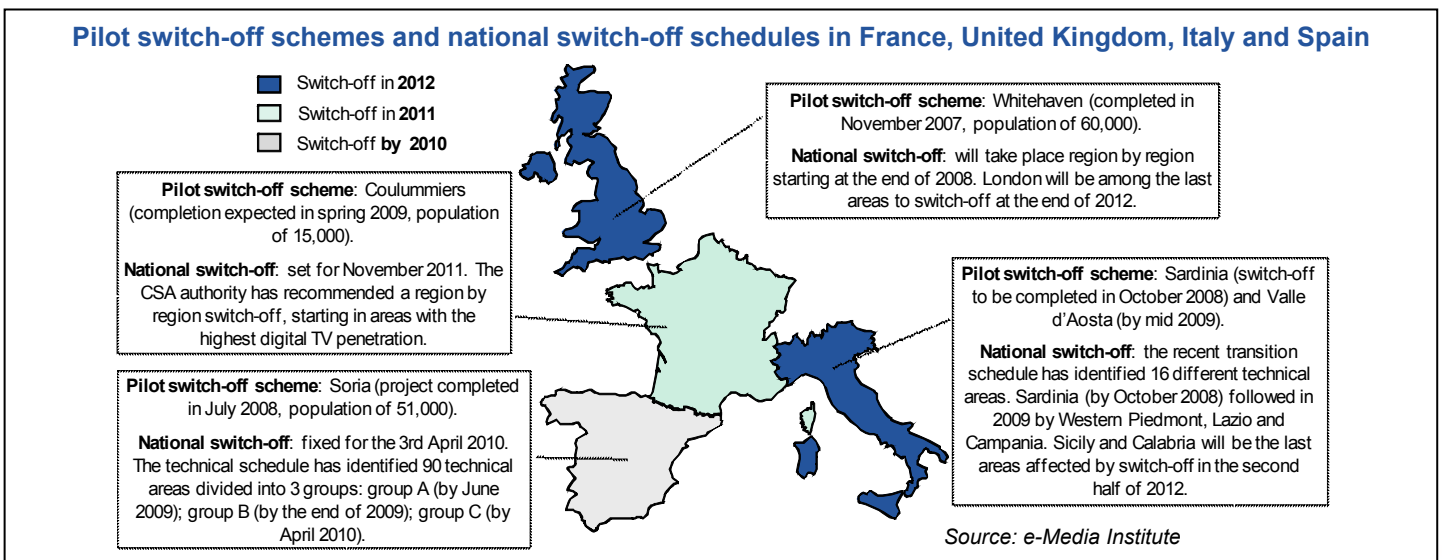 Pilot switch-off schemes and national switch-off schedules in France, United Kingdom, Italy and Spain
Switch-off in 2012
Switch-off in 2011
Switch-off by 2010
Pilot switch-off scheme: Whitehaven (completed in
November 2007, population of 60,000).
National switch-off: will take place region by region
starting at the end of 2008. London will be among the last
areas to switch-off at the end of 2012.
Pilot switch-off scheme: Coulummiers
(completion expected in spring 2009, population
of 15,000).
National switch-off: set for November 2011. The
CSA authority has recommended a region by
region switch-off, starting in areas with the
highest digital TV penetration.
Pilot switch-off scheme: Sardinia (switch-off
to be completed in October 2008) and Valle
d'Aosta (by mid 2009).
National switch-off: the recent transition
schedule has identified 16 different technical
areas. Sardinia (by October 2008) followed in
2009 by Western Piedmont, Lazio and
Campania. Sicily and Calabria will be the last
areas affected by switch-off in the second
half of 2012.
Pilot switch-off scheme: Soria (project completed
in July 2008, population of 51,000).
National switch-off: fixed for the 3rd April 2010.
The technical schedule has identified 90 technical
areas divided into 3 groups: group A (by June
2009); group B (by the end of 2009); group C (by
April 2010).
Source: e-Media Institute